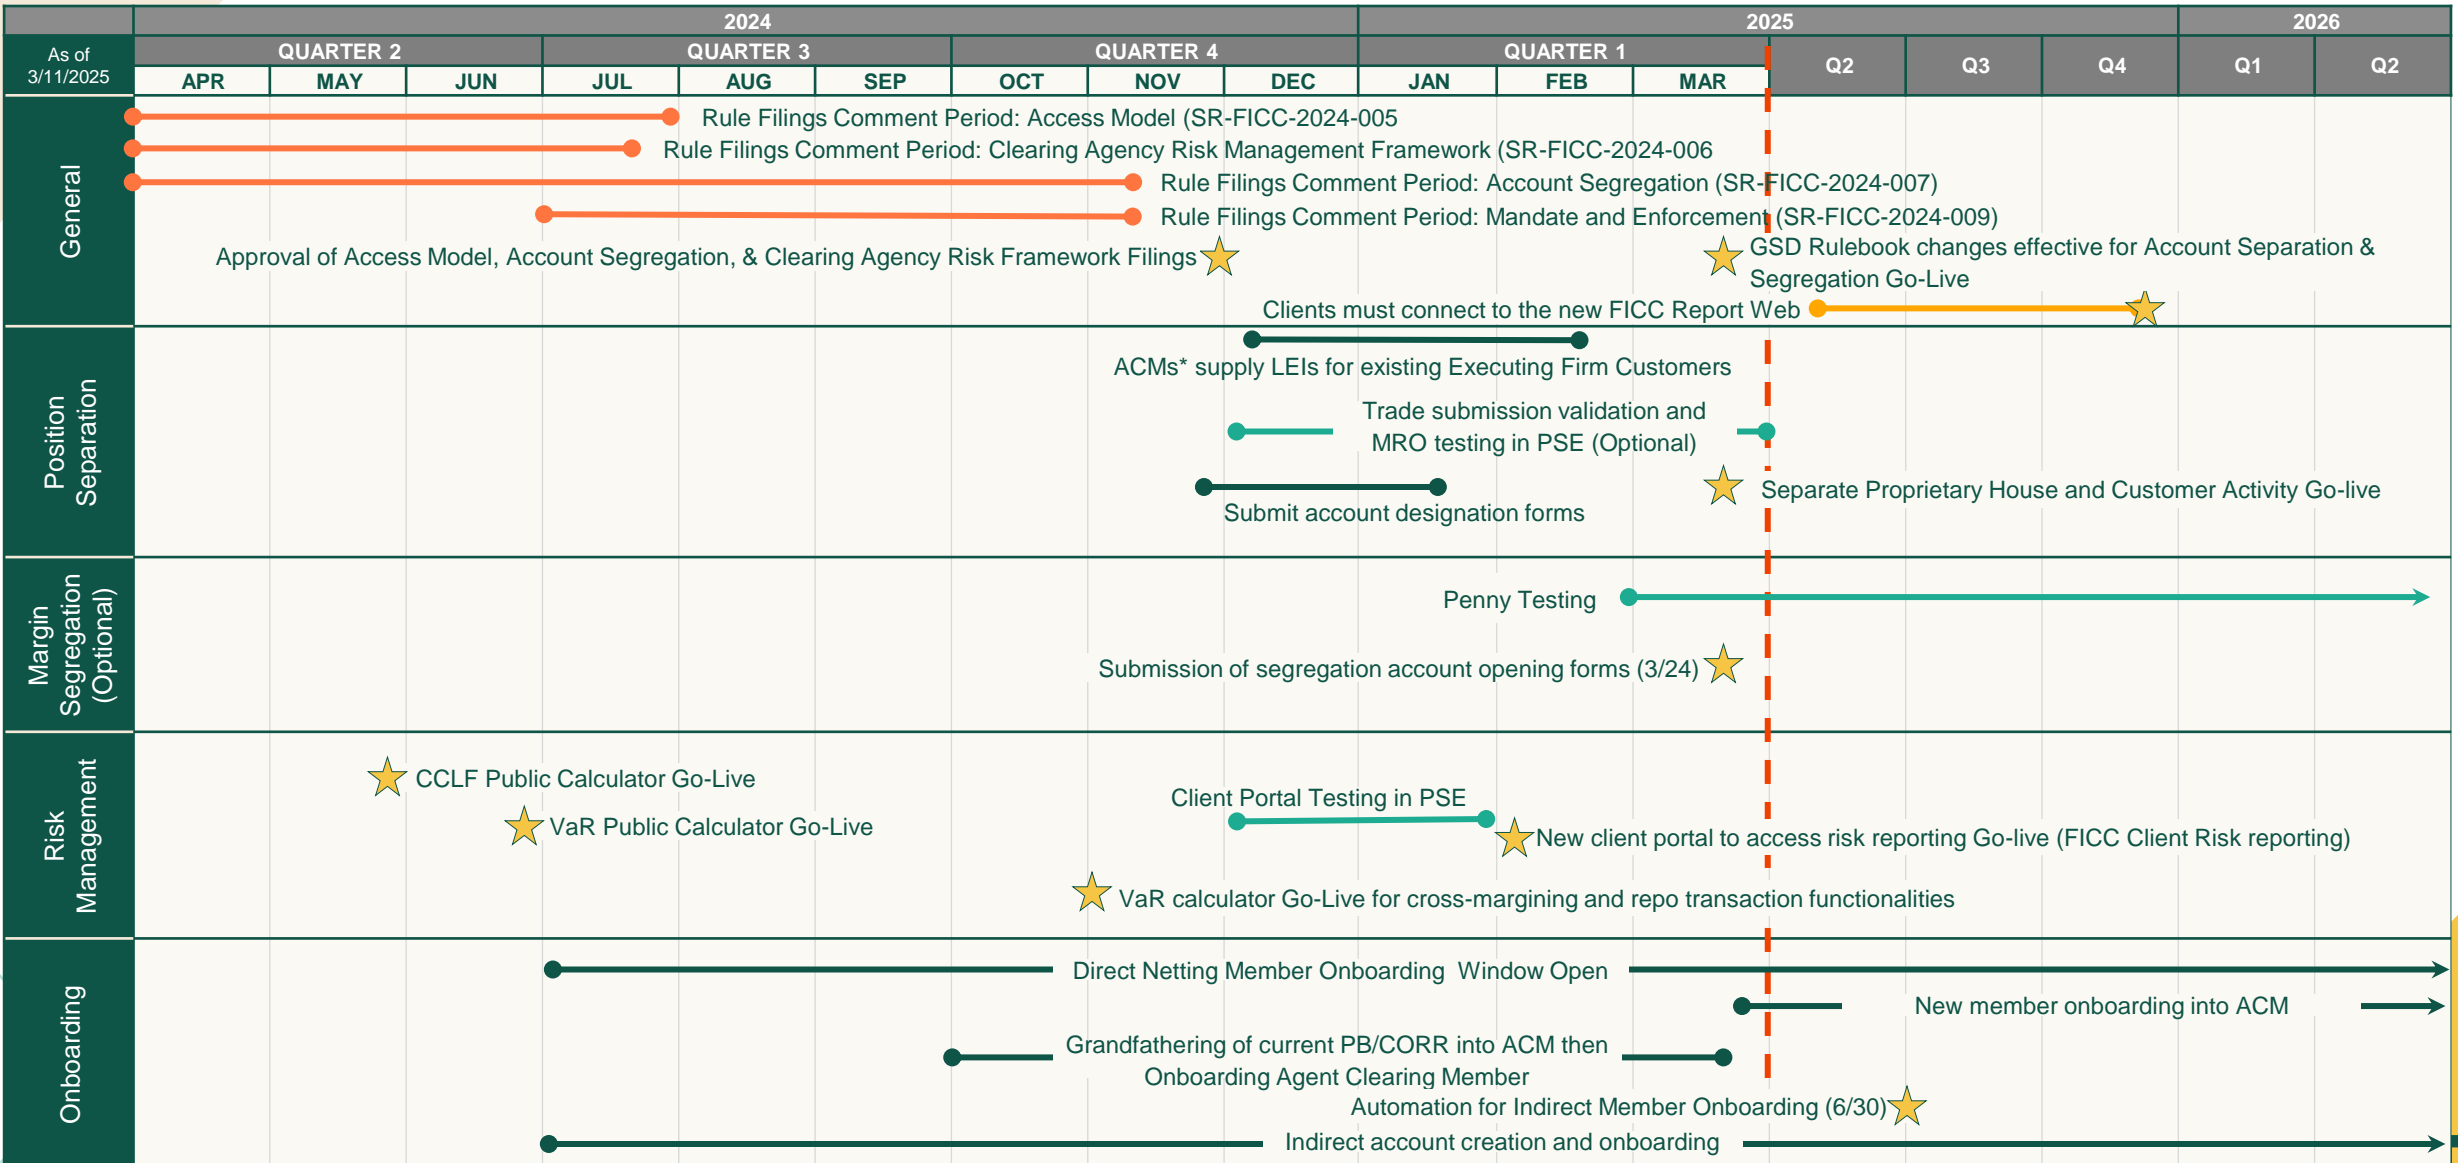 2024
2025
2026
As of
3/11/2025
QUARTER 2
QUARTER 3
QUARTER 4
QUARTER 1
Q2
Q3
Q4
Q1
Q2
APR
MAY
JUN
JUL
AUG
SEP
OCT
NOV
DEC
JAN
FEB
MAR
General
Rule Filings Comment Period: Access Model (SR-FICC-2024-005
Rule Filings Comment Period: Clearing Agency Risk Management Framework (SR-FICC-2024-006
Rule Filings Comment Period: Account Segregation (SR-FICC-2024-007)
Rule Filings Comment Period: Mandate and Enforcement (SR-FICC-2024-009)
Approval of Access Model, Account Segregation, & Clearing Agency Risk Framework Filings
GSD Rulebook changes effective for Account Separation &
Segregation Go-Live
Clients must connect to the new FICC Report Web
Position
Separation
ACMs* supply LEIs for existing Executing Firm Customers
Trade submission validation and
MRO testing in PSE (Optional)
Separate Proprietary House and Customer Activity Go-live
Submit account designation forms
Margin
Segregation
(Optional)
Penny Testing
Submission of segregation account opening forms (3/24)
Risk
Management
CCLF Public Calculator Go-Live
VaR Public Calculator Go-Live
Client Portal Testing in PSE
New client portal to access risk reporting Go-live (FICC Client Risk reporting)
VaR calculator Go-Live for cross-margining and repo transaction functionalities
Onboarding
Direct Netting Member Onboarding Window Open
New member onboarding into ACM
Grandfathering of current PB/CORR into ACM then
Onboarding Agent Clearing Member
Automation for Indirect Member Onboarding (6/30)
Indirect account creation and onboarding